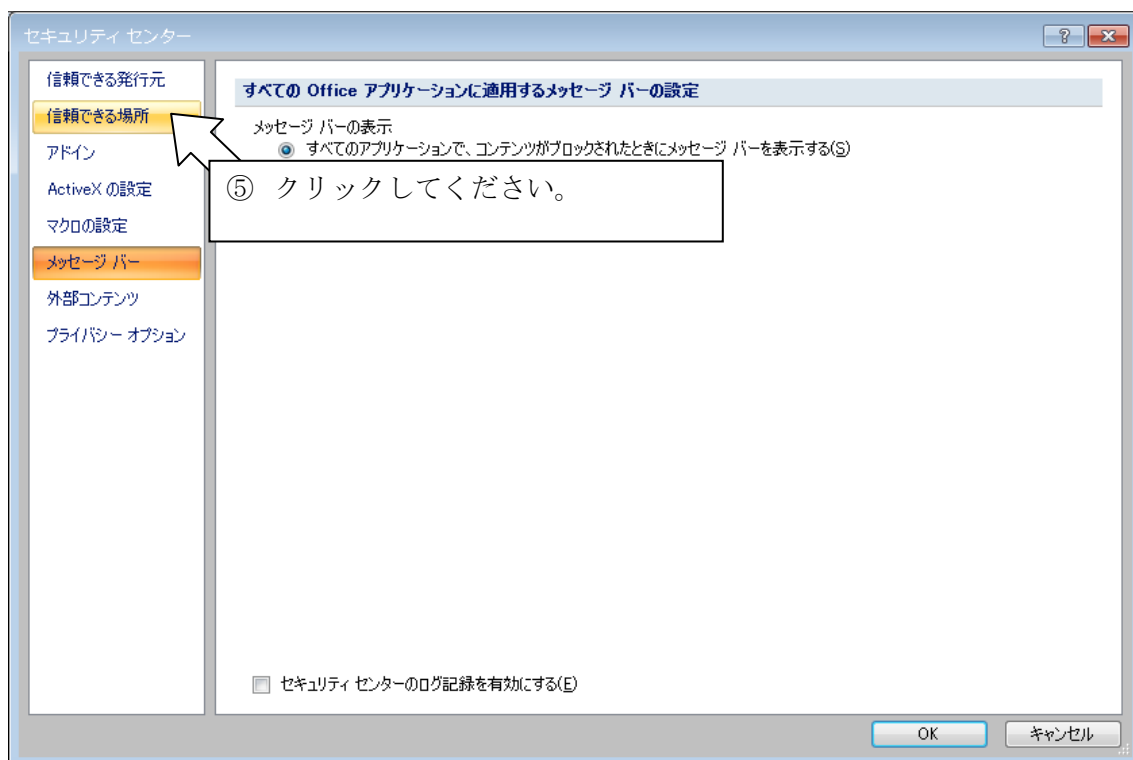 セキュリティ センター
信頼できる発行元
信頼できる場所
アドイン
ActiveX の設定
マクロの設定
メッセージ バー
外部コンテンツ
プライバシー オプション
すべての Office アプリケーションに適用するメッセージ バーの設定
メッセージ バーの表示
すべてのアプリケーションで、コンテンツがブロックされたときにメッセージ バーを表示する(S)
⑤ クリックしてください。
セキュリティ センターのログ記録を有効にする(E)
OK
キャンセル